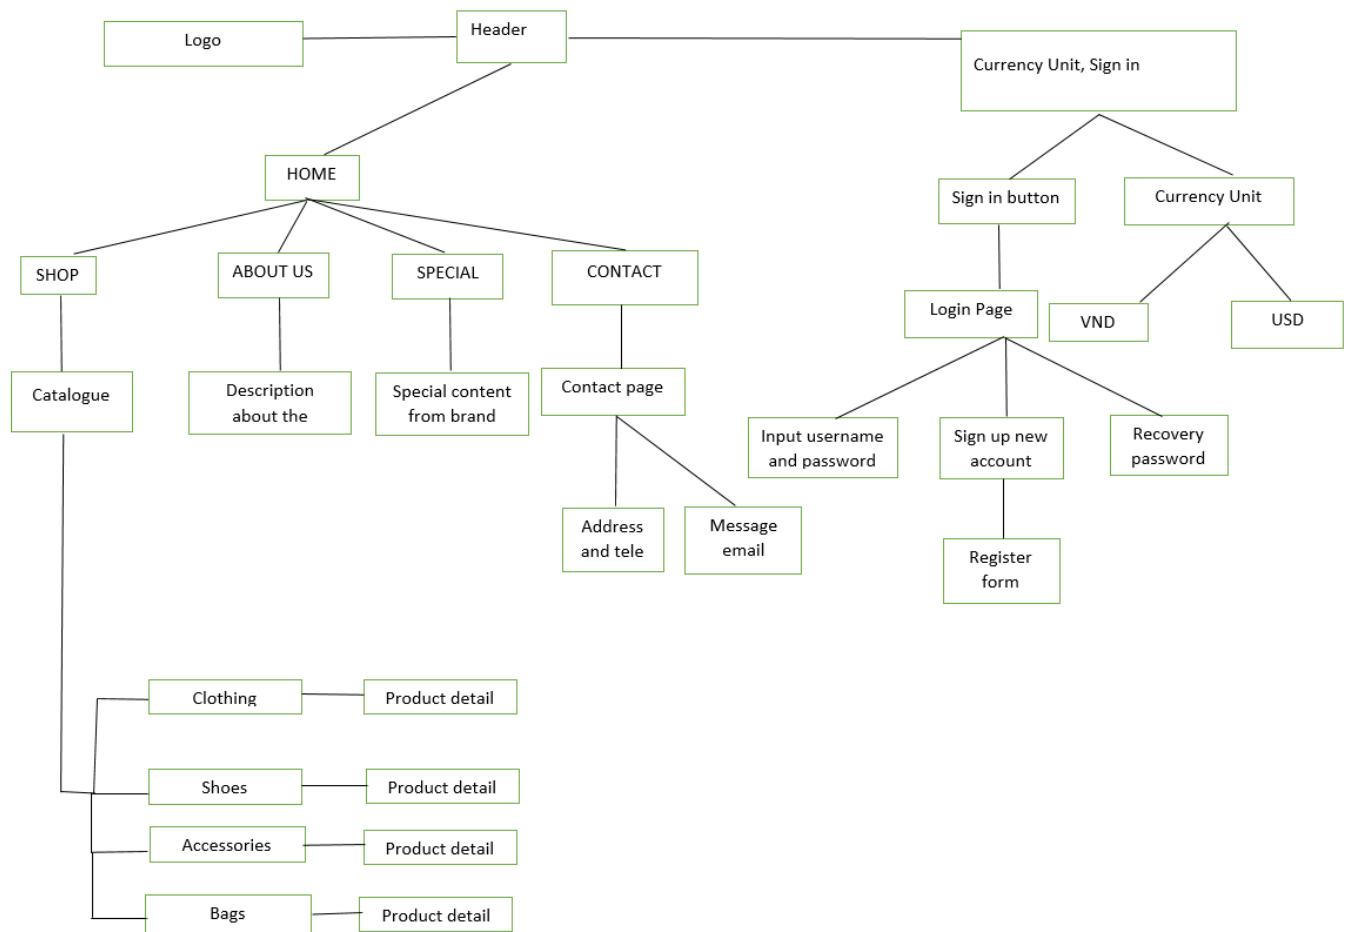 Logo
Header
Currency Unit, Sign in
HOME
Sign in button
Currency Unit
SHOP
ABOUT US
SPECIAL
CONTACT
Login Page
VND
USD
Catalogue
Description
about the
Special content
from brand
Contact page
Input username
and password
Sign up new
account
Recovery
password
Address
and tele
Message
email
Register
form
Clothing
Product detail
Shoes
Product detail
Accessories
Product detail
Bags
Product detail